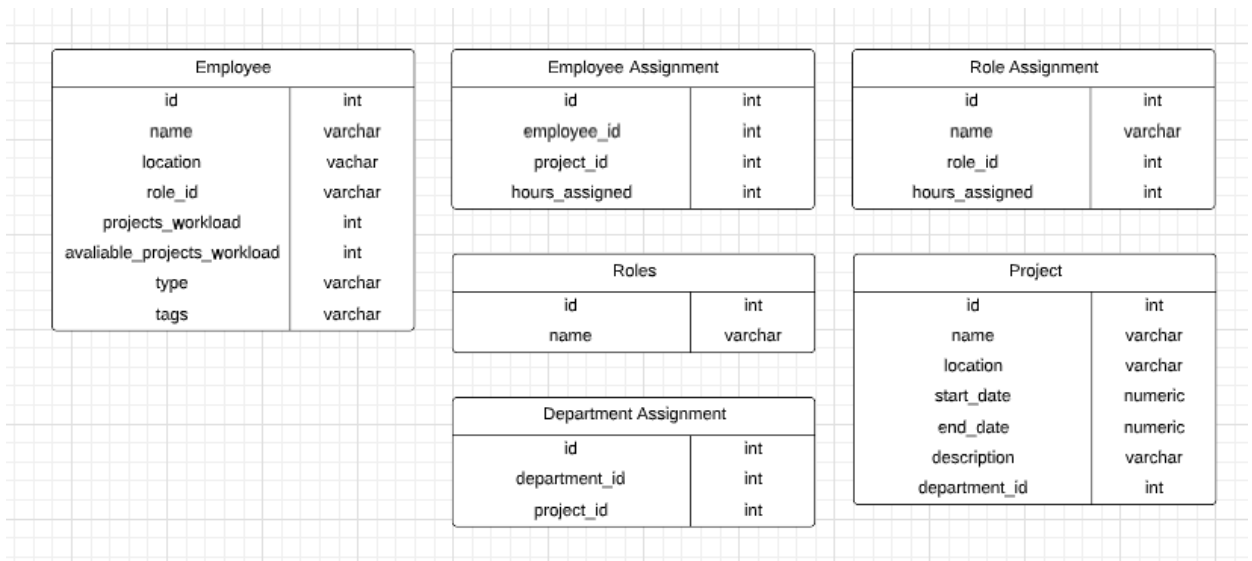 Employee
id int
name varchar
location vachar
role_id varchar
projects_workload int
avaliable_projects_workload int
type varchar
tags varchar
Employee Assignment
id int
employee_id int
project_id int
hours_assigned int
Role Assignment
id int
name varchar
role_id int
hours_assigned int
Roles
id int
name varchar
Project
id int
name varchar
location varchar
start_date numeric
end_date numeric
description varchar
department_id int
Department Assignment
id int
department_id int
project_id int